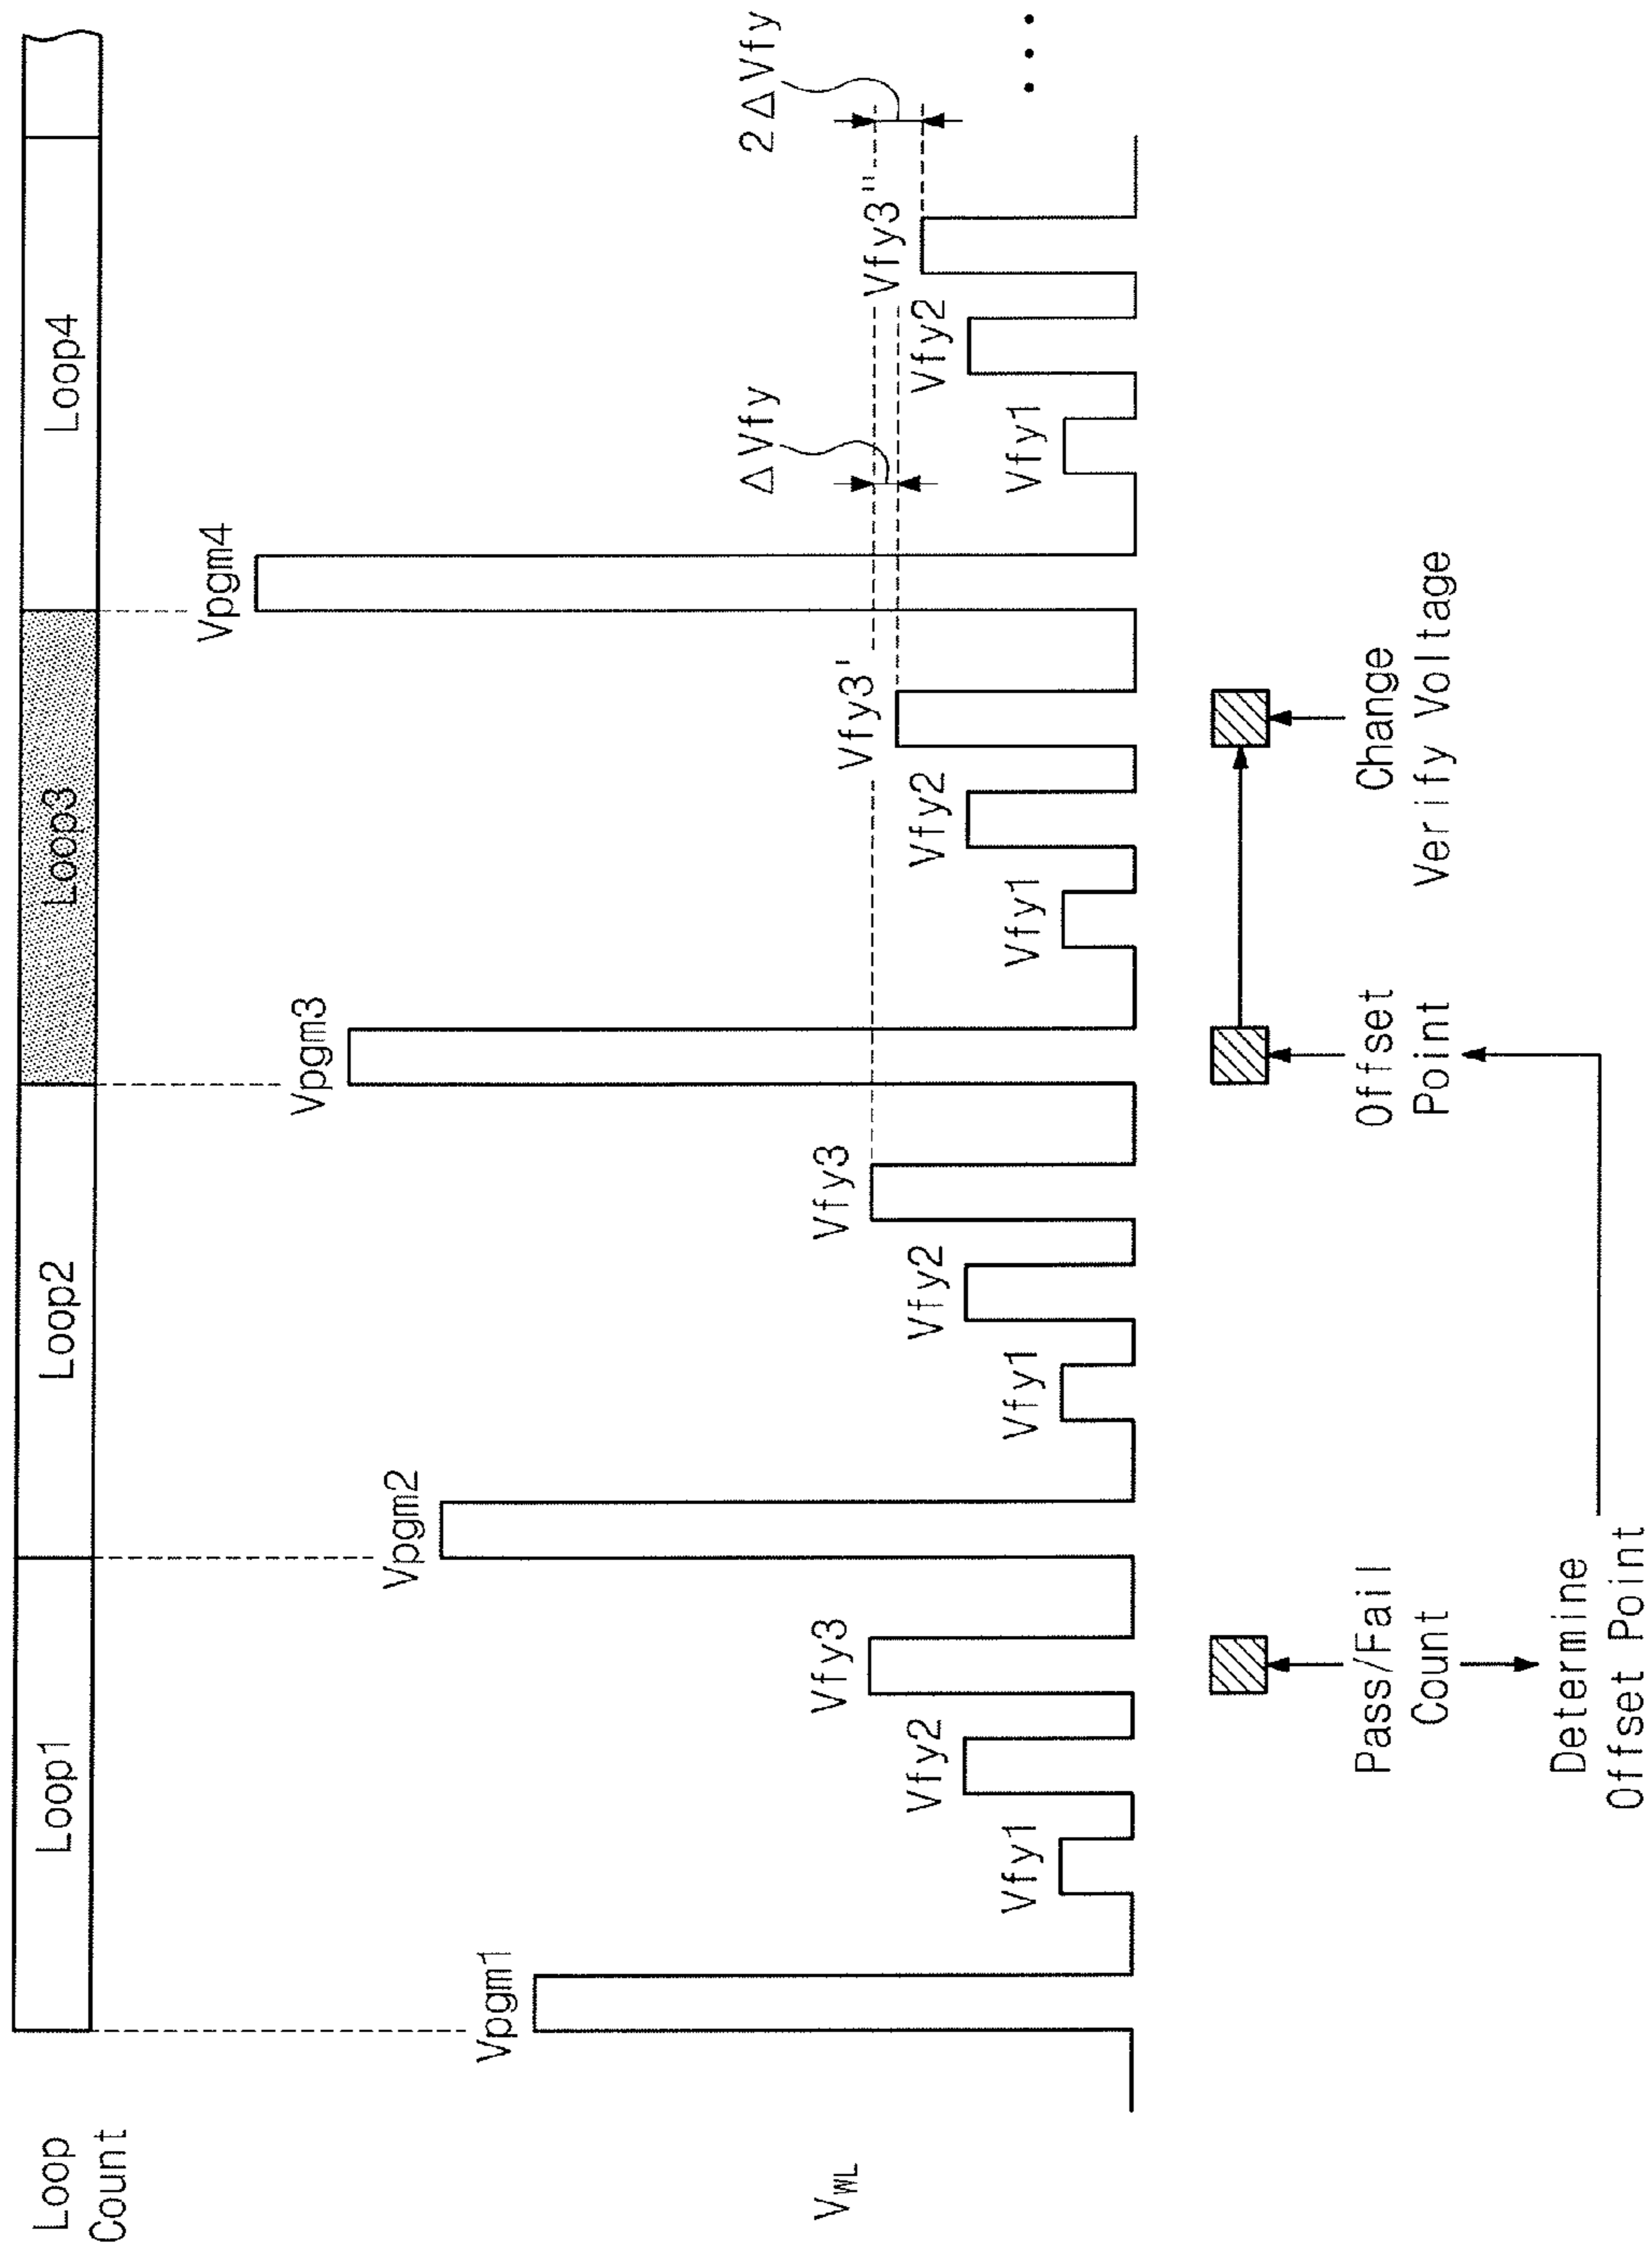 Loop
Count
Loop1
Loop2
Loop3
Loop4
Vpgm1
Vpgm2
Vpgm3
Vpgm4
V_WL
Vfy1
Vfy2
Vfy3
Vfy1
Vfy2
Vfy3
Vfy1
Vfy2
Vfy3'
ΔVfy
Vfy1
Vfy2
Vfy3''
2ΔVfy
• • •
Pass/Fail
Count
Determine
Offset Point
Offset
Point
Change
Verify Voltage